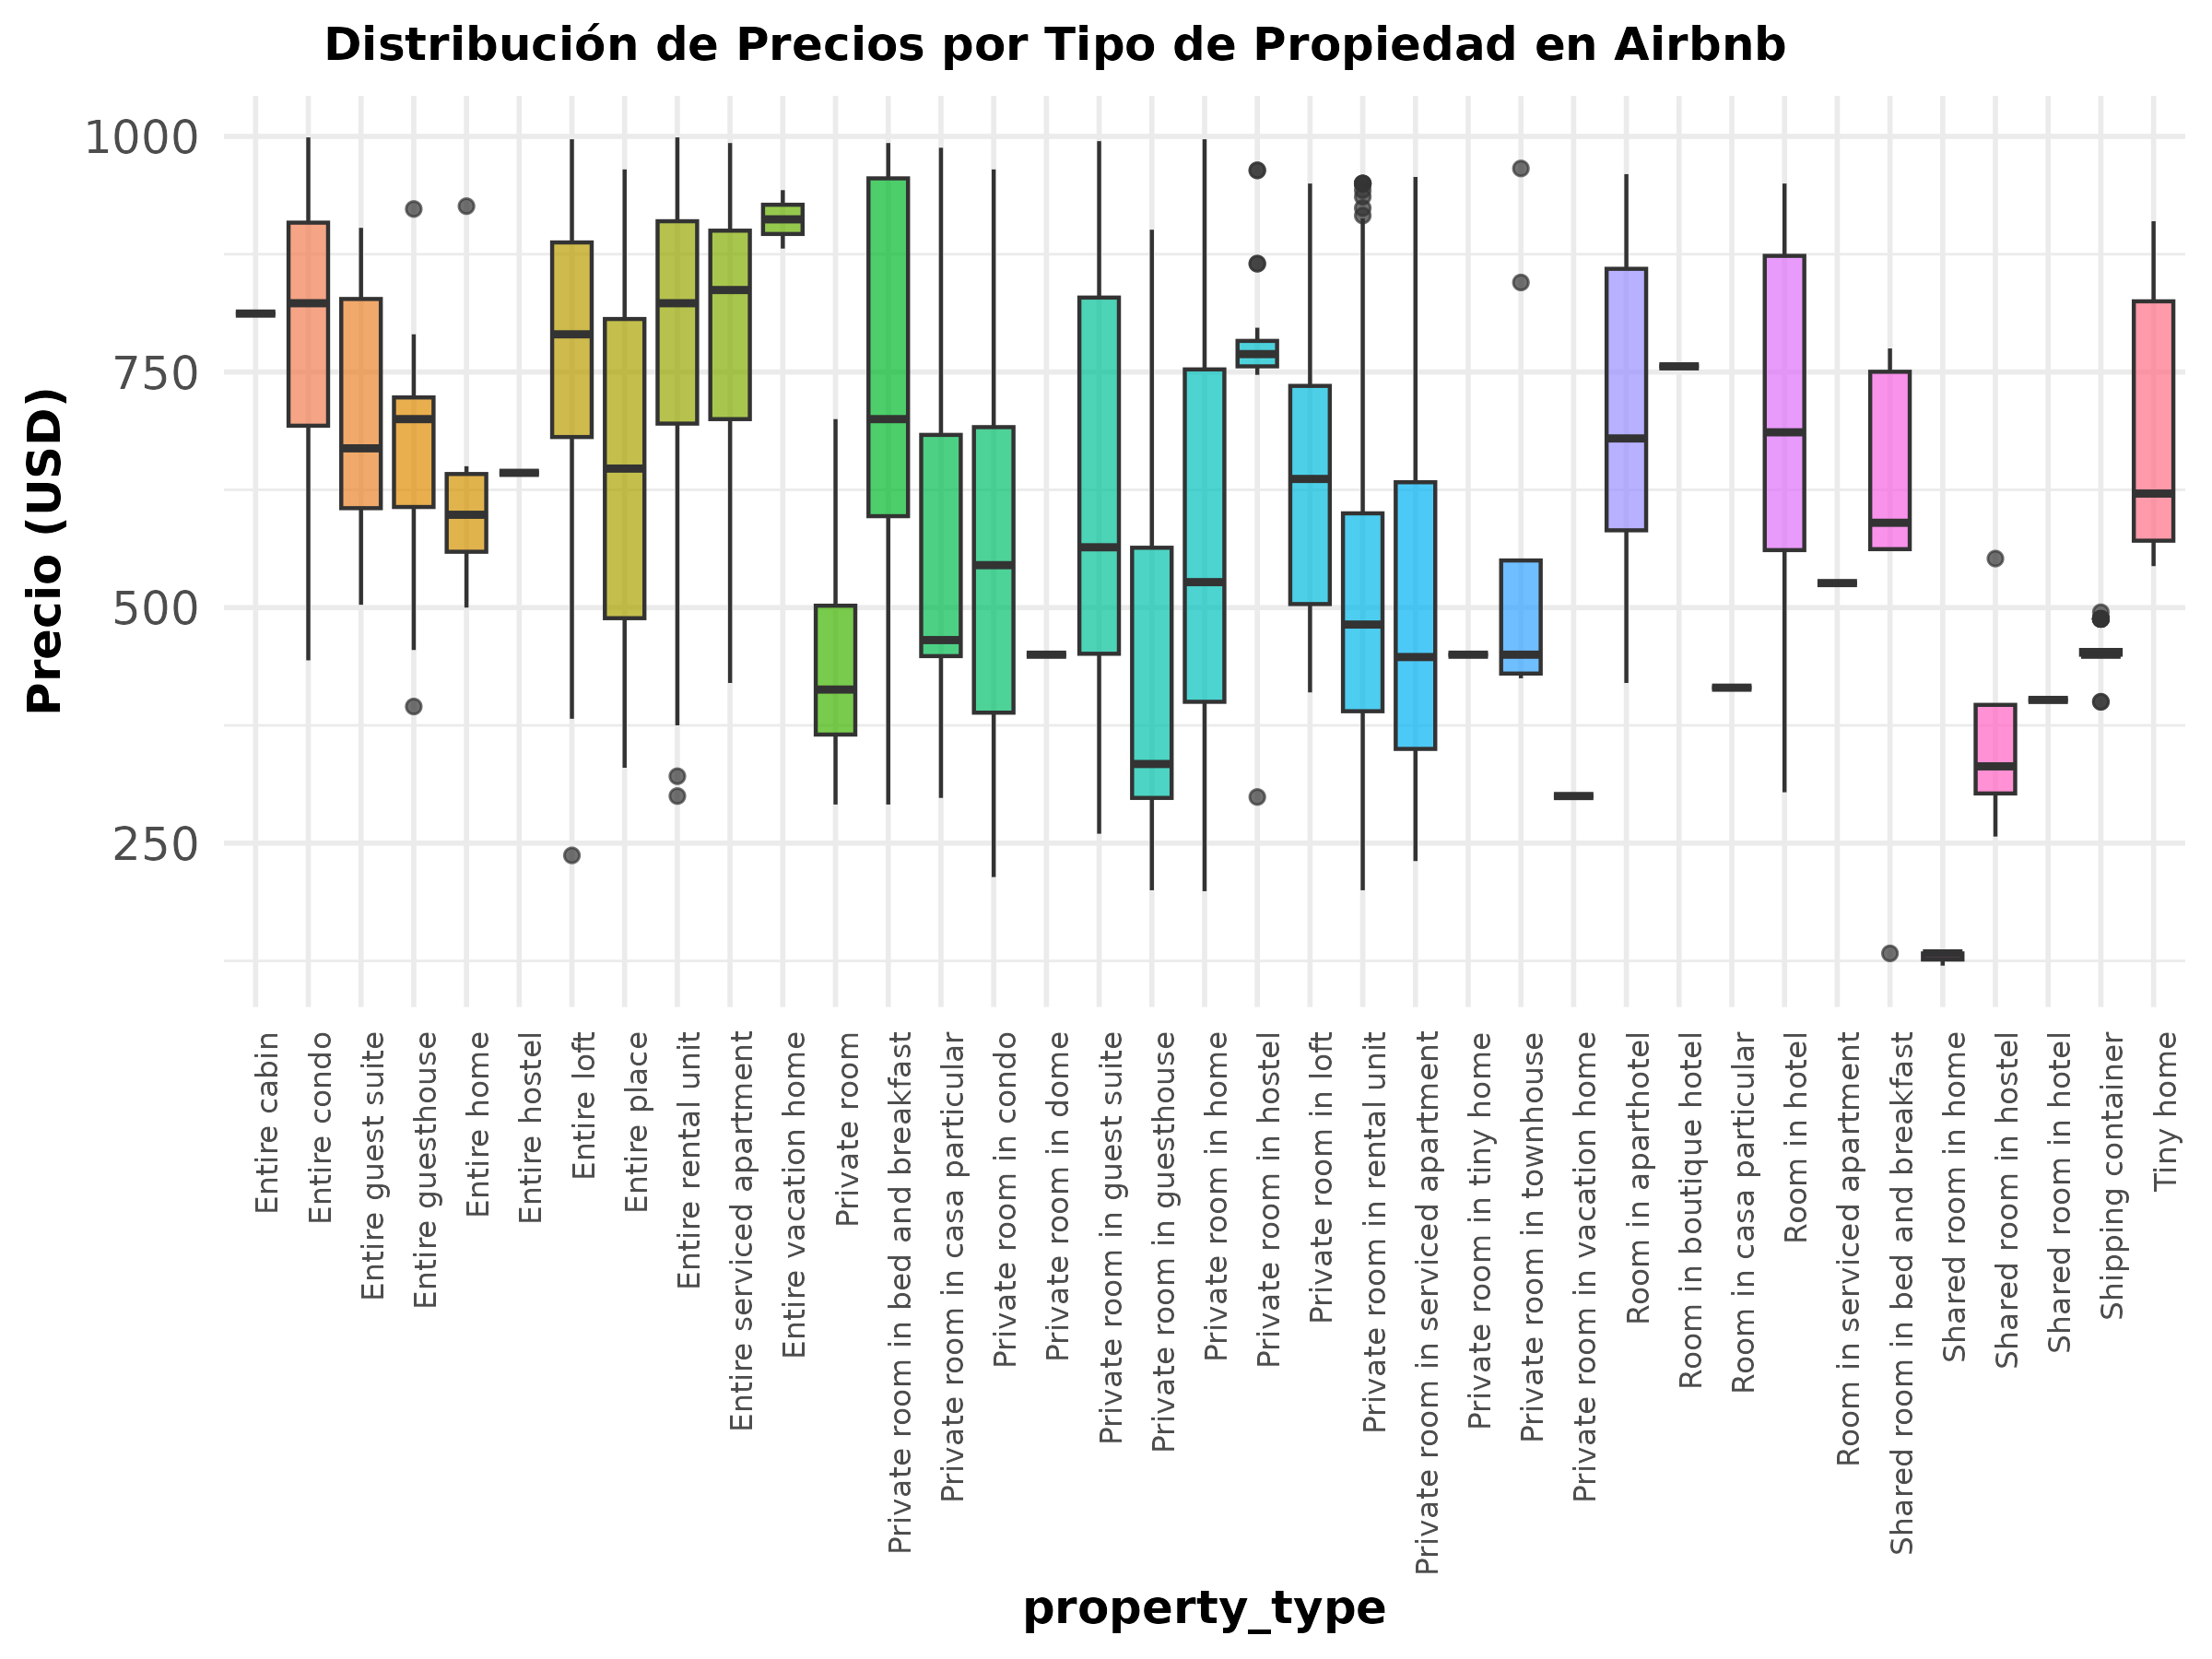 Distribución de Precios por Tipo de Propiedad en Airbnb
Precio (USD)
1000
750
500
250
Entire cabin
Entire condo
Entire guest suite
Entire guesthouse
Entire home
Entire hostel
Entire loft
Entire place
Entire rental unit
Entire serviced apartment
Entire vacation home
Private room
Private room in bed and breakfast
Private room in casa particular
Private room in condo
Private room in dome
Private room in guest suite
Private room in guesthouse
Private room in home
Private room in hostel
Private room in loft
Private room in rental unit
Private room in serviced apartment
Private room in tiny home
Private room in townhouse
Private room in vacation home
Room in aparthotel
Room in boutique hotel
Room in casa particular
Room in hotel
Room in serviced apartment
Shared room in bed and breakfast
Shared room in home
Shared room in hostel
Shared room in hotel
Shipping container
Tiny home
property_type